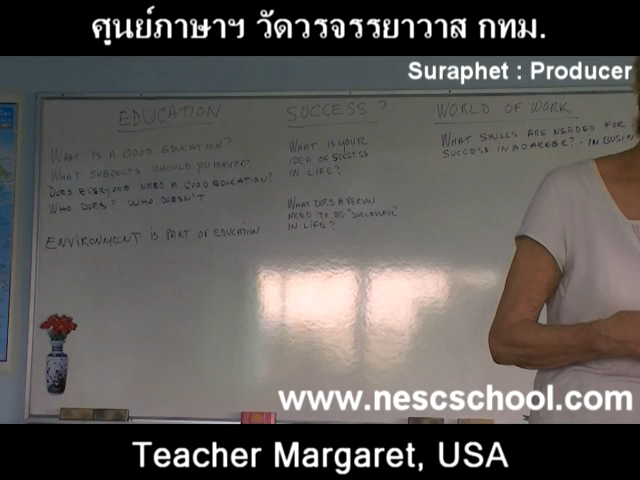 ศูนย์ภาษาฯ วัดวรจรรยาวาส กทม.
Suraphet : Producer
EDUCATION
WHAT IS A GOOD EDUCATION?
WHAT SUBJECTS SHOULD YOU MASTER?
DOES EVERYONE NEED A GOOD EDUCATION?
WHO DOES? WHO DOESN'T
ENVIRONMENT IS PART OF EDUCATION
SUCCESS?
WHAT IS YOUR
IDEA OF SUCCESS
IN LIFE?
WHAT DOES A PERSON
NEED TO BE "SUCCESSFUL"
IN LIFE?
WORLD OF WORK
WHAT SKILLS ARE NEEDED FOR
SUCCESS IN A CAREER? - IN BUSIN
www.nescschool.com
Teacher Margaret, USA